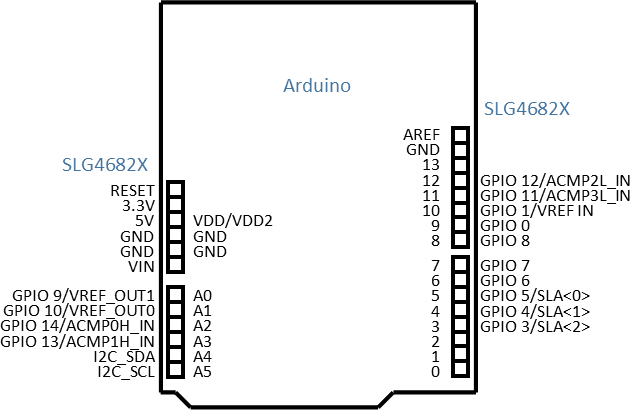 Arduino
SLG4682X
AREF
GND
13
12 GPIO 12/ACMP2L_IN
11 GPIO 11/ACMP3L_IN
10 GPIO 1/VREF IN
9 GPIO 0
8 GPIO 8
7 GPIO 7
6 GPIO 6
5 GPIO 5/SLA<0>
4 GPIO 4/SLA<1>
3 GPIO 3/SLA<2>
2
1
0
SLG4682X
RESET
3.3V
5V VDD/VDD2
GND GND
GND GND
VIN
GPIO 9/VREF_OUT1 A0
GPIO 10/VREF_OUT0 A1
GPIO 14/ACMP0H_IN A2
GPIO 13/ACMP1H_IN A3
I2C_SDA A4
I2C_SCL A5